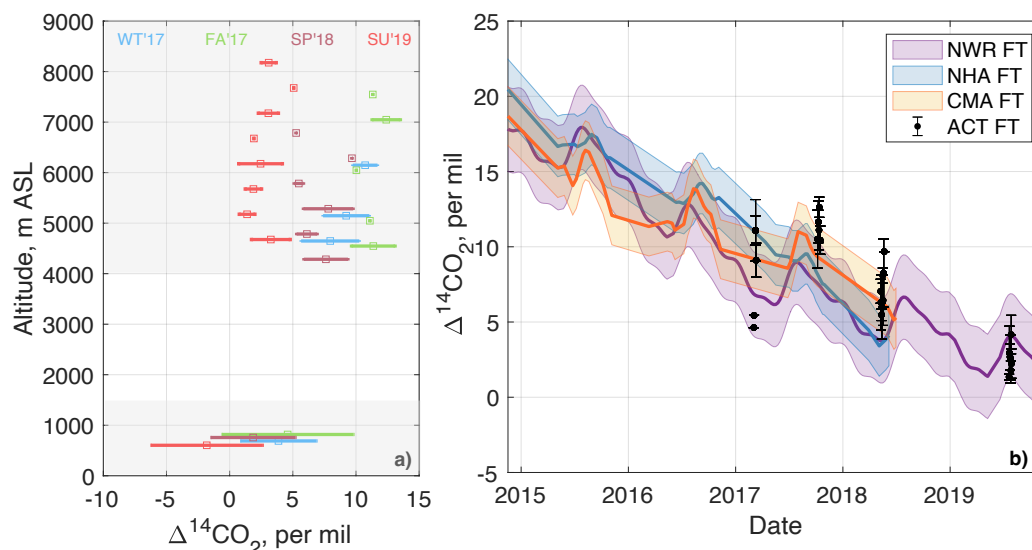 WT'17 FA'17 SP'18 SU'19
9000
8000
7000
6000
5000
4000
3000
2000
1000
0
Altitude, m ASL
-10 -5 0 5 10 15
Δ¹⁴CO₂, per mil
a)
25
20
15
10
5
0
-5
Δ¹⁴CO₂, per mil
NWR FT
NHA FT
CMA FT
ACT FT
b)
2015 2016 2017 2018 2019
Date